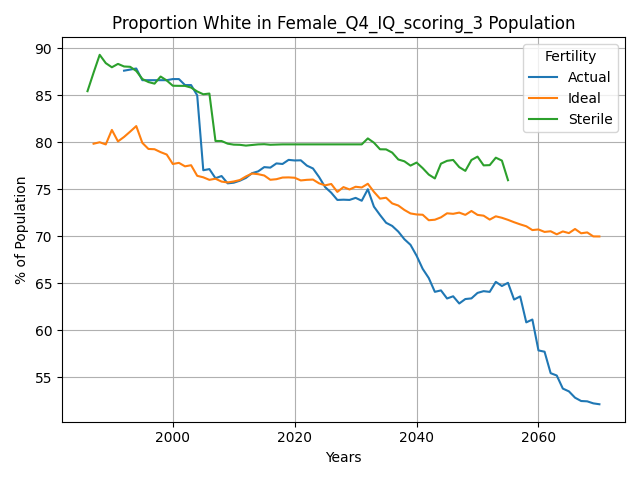 Proportion White in Female_Q4_IQ_scoring_3 Population
90
85
80
75
70
65
60
55
% of Population
Fertility
Actual
Ideal
Sterile
2000
2020
2040
2060
Years